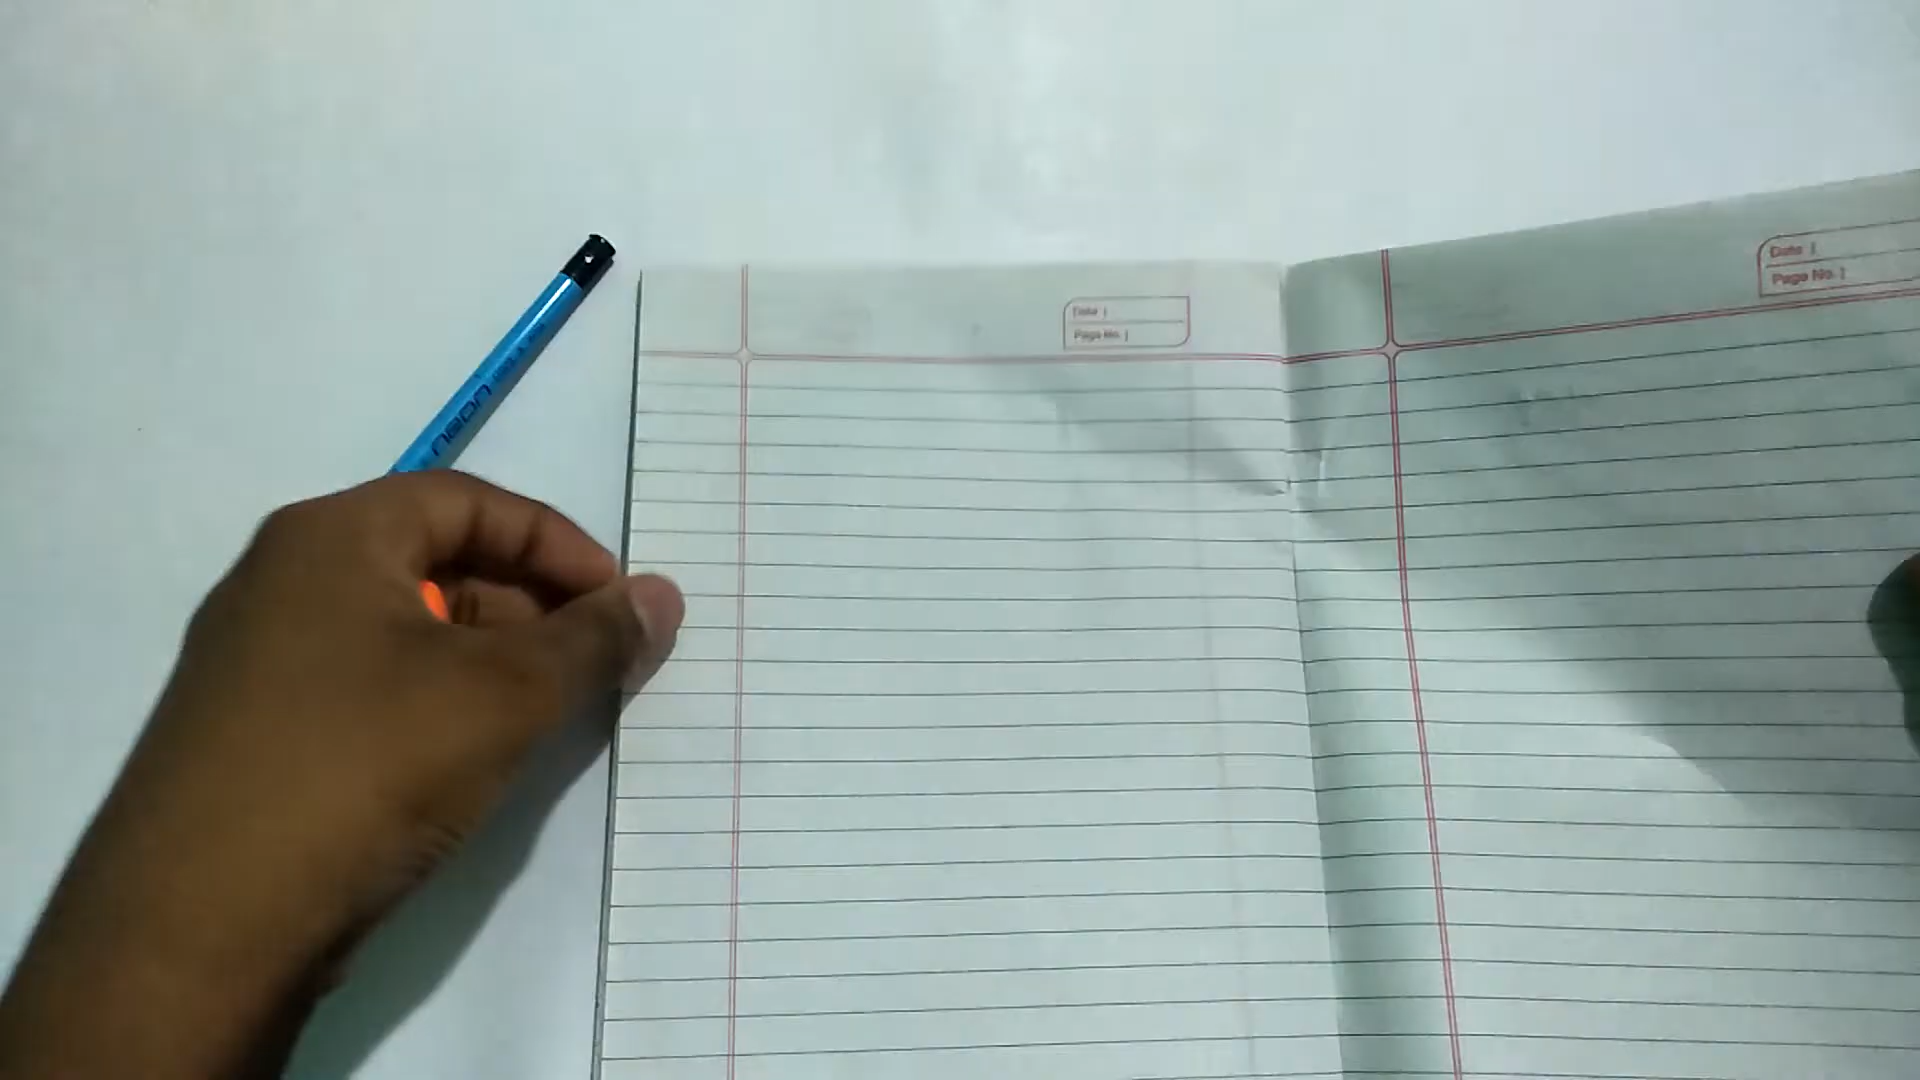 neon
Date |
Page No. |
Date |
Page No. |